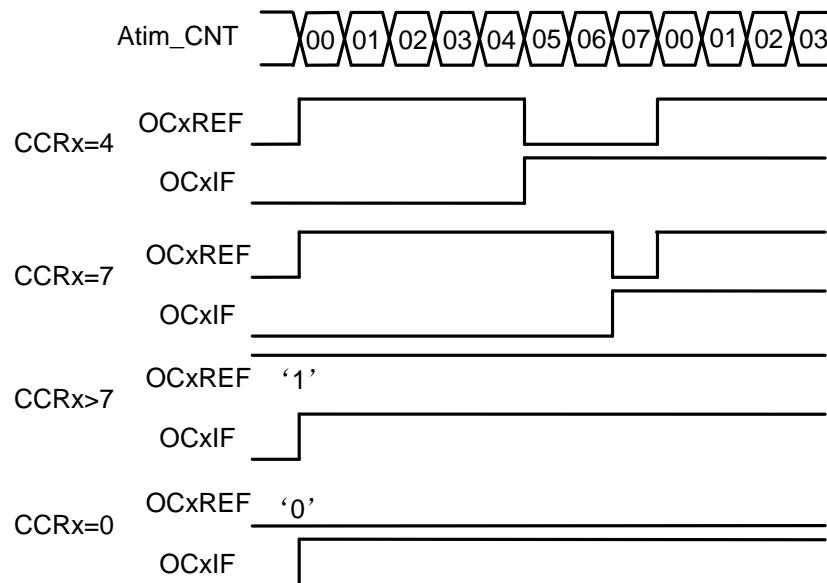 Atim_CNT 00 01 02 03 04 05 06 07 00 01 02 03
CCRx=4
OCxREF
OCxIF
CCRx=7
OCxREF
OCxIF
CCRx>7
OCxREF ‘1’
OCxIF
CCRx=0
OCxREF ‘0’
OCxIF